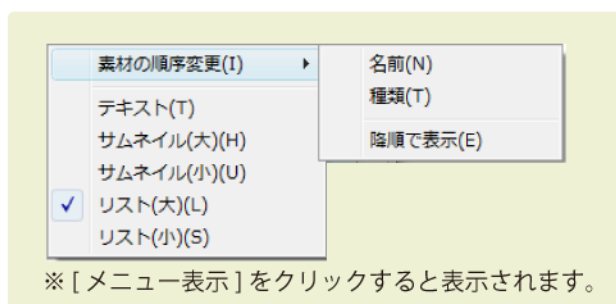 素材の順序変更(I)
テキスト(T)
サムネイル(大)(H)
サムネイル(小)(U)
リスト(大)(L)
リスト(小)(S)
名前(N)
種類(T)
降順で表示(E)
※ [ メニュー表示 ] をクリックすると表示されます。